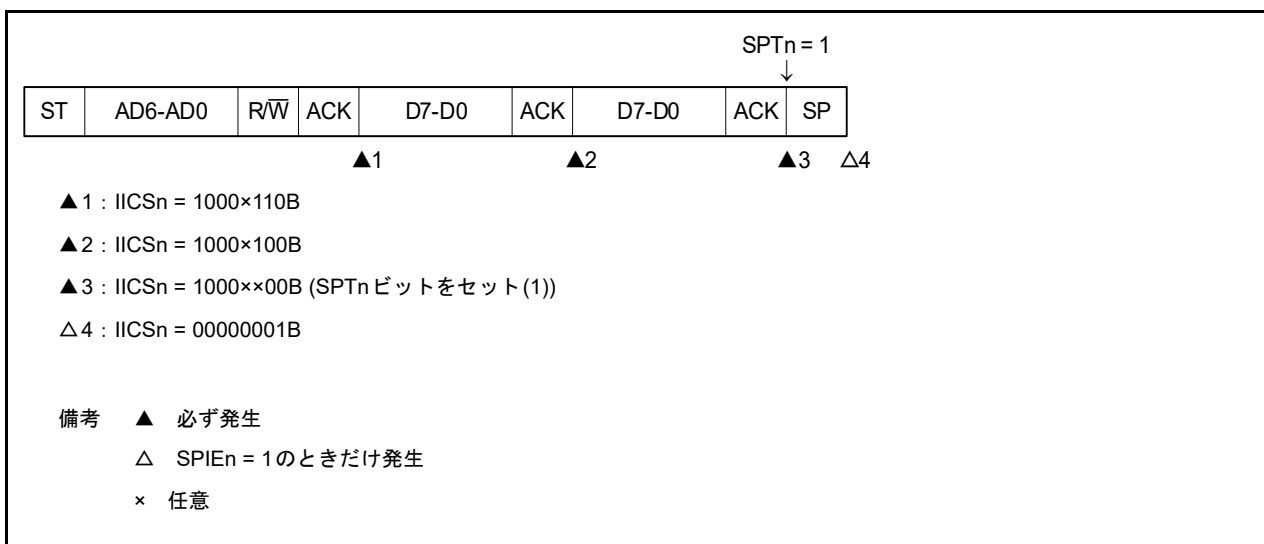 SPTn = 1
↓
ST AD6-AD0 R/W̅ ACK D7-D0 ACK D7-D0 ACK SP
▲1 ▲2 ▲3 △4
▲1：IICSn = 1000×110B
▲2：IICSn = 1000×100B
▲3：IICSn = 1000××00B (SPTnビットをセット(1))
△4：IICSn = 00000001B
備考 ▲ 必ず発生
△ SPIEn = 1のときだけ発生
× 任意